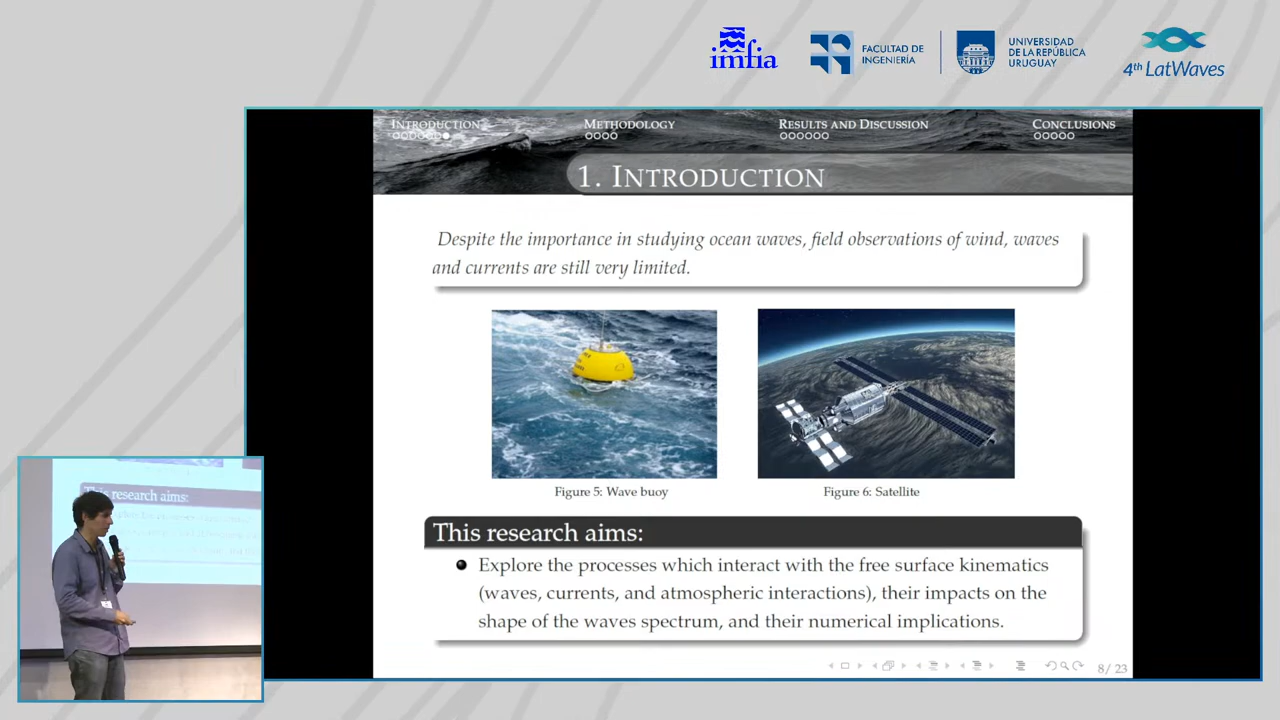 imfia
FACULTAD DE
INGENIERÍA
UNIVERSIDAD
DE LA REPÚBLICA
URUGUAY
4th LatWaves
INTRODUCTION
METHODOLOGY
RESULTS AND DISCUSSION
CONCLUSIONS
1. INTRODUCTION
Despite the importance in studying ocean waves, field observations of wind, waves
and currents are still very limited.
Figure 5: Wave buoy
Figure 6: Satellite
This research aims:
Explore the processes which interact with the free surface kinematics
(waves, currents, and atmospheric interactions), their impacts on the
shape of the waves spectrum, and their numerical implications.
8/ 23
This research aims: